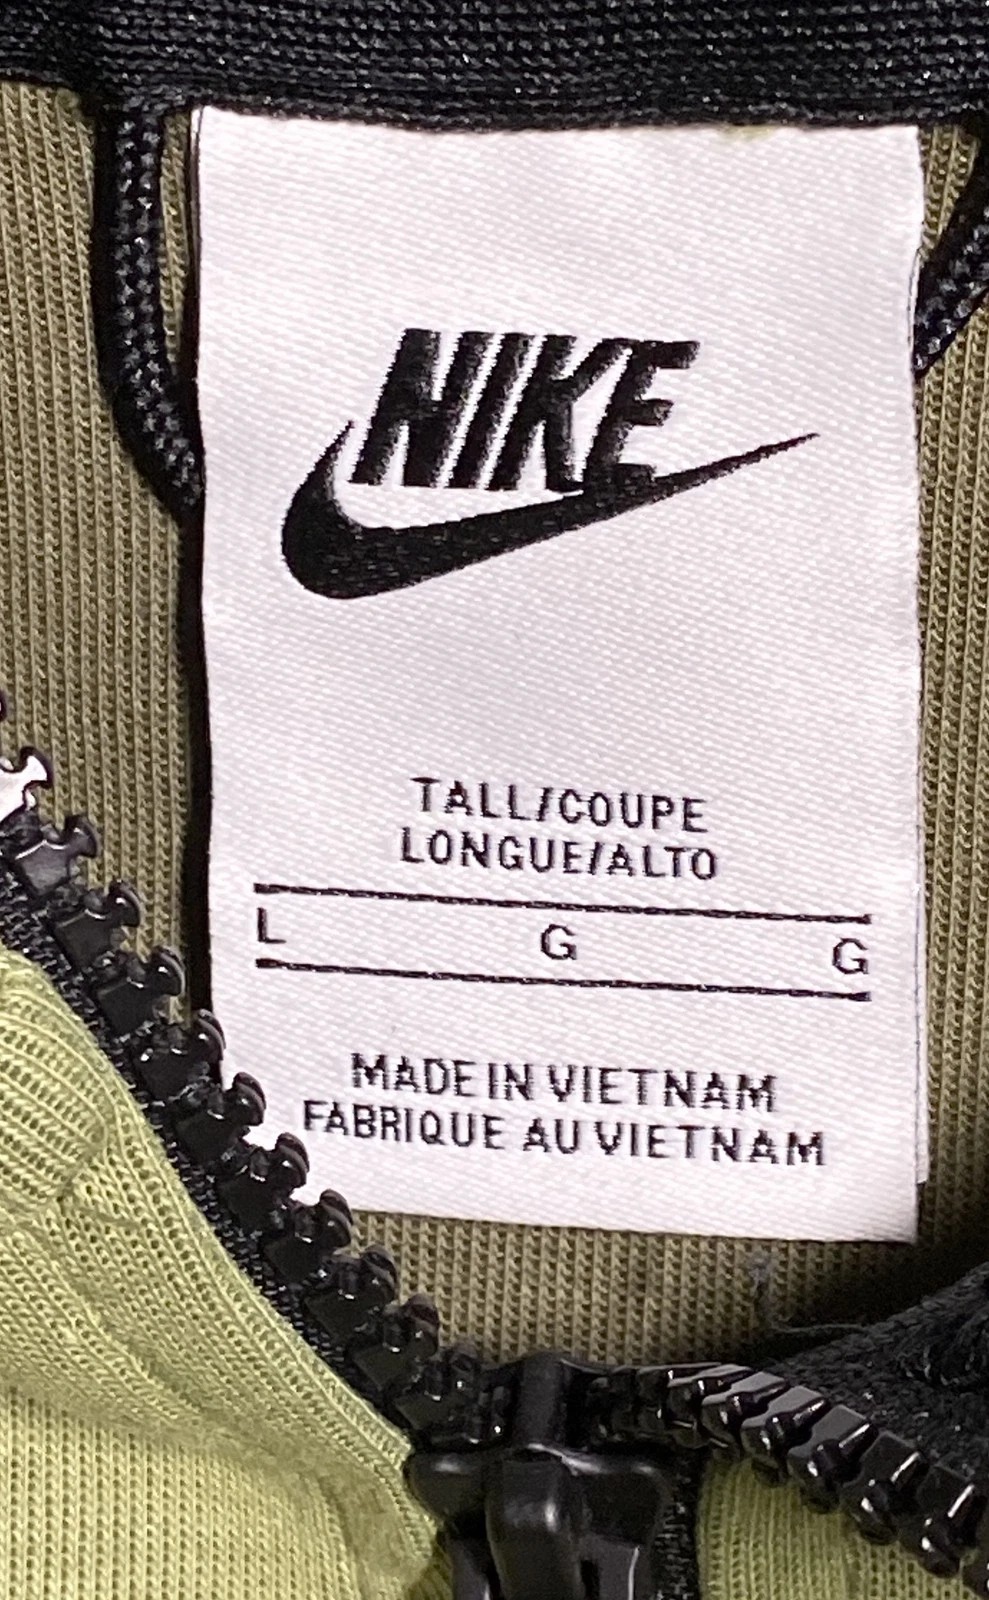 NIKE
TALL/COUPE
LONGUE/ALTO
L G G
MADE IN VIETNAM
FABRIQUE AU VIETNAM